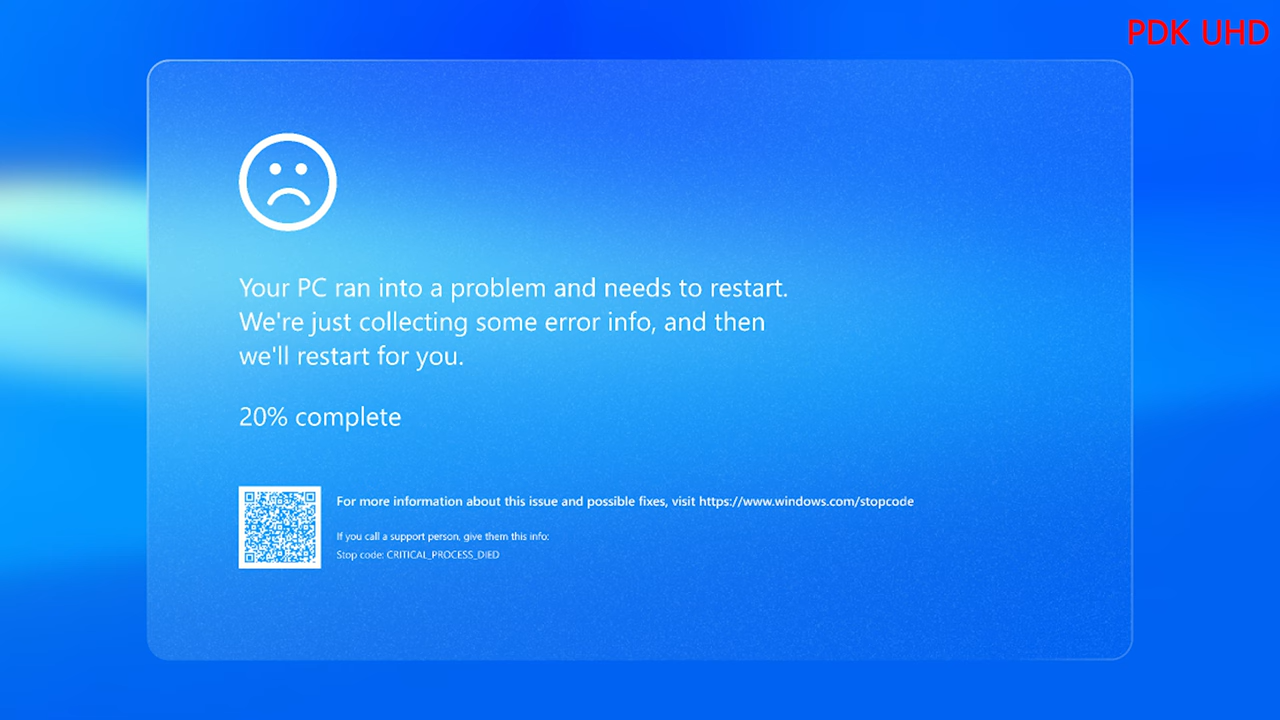 PDK UHD
Your PC ran into a problem and needs to restart.
We're just collecting some error info, and then
we'll restart for you.
20% complete
For more information about this issue and possible fixes, visit https://www.windows.com/stopcode
If you call a support person, give them this info:
Stop code: CRITICAL_PROCESS_DIED